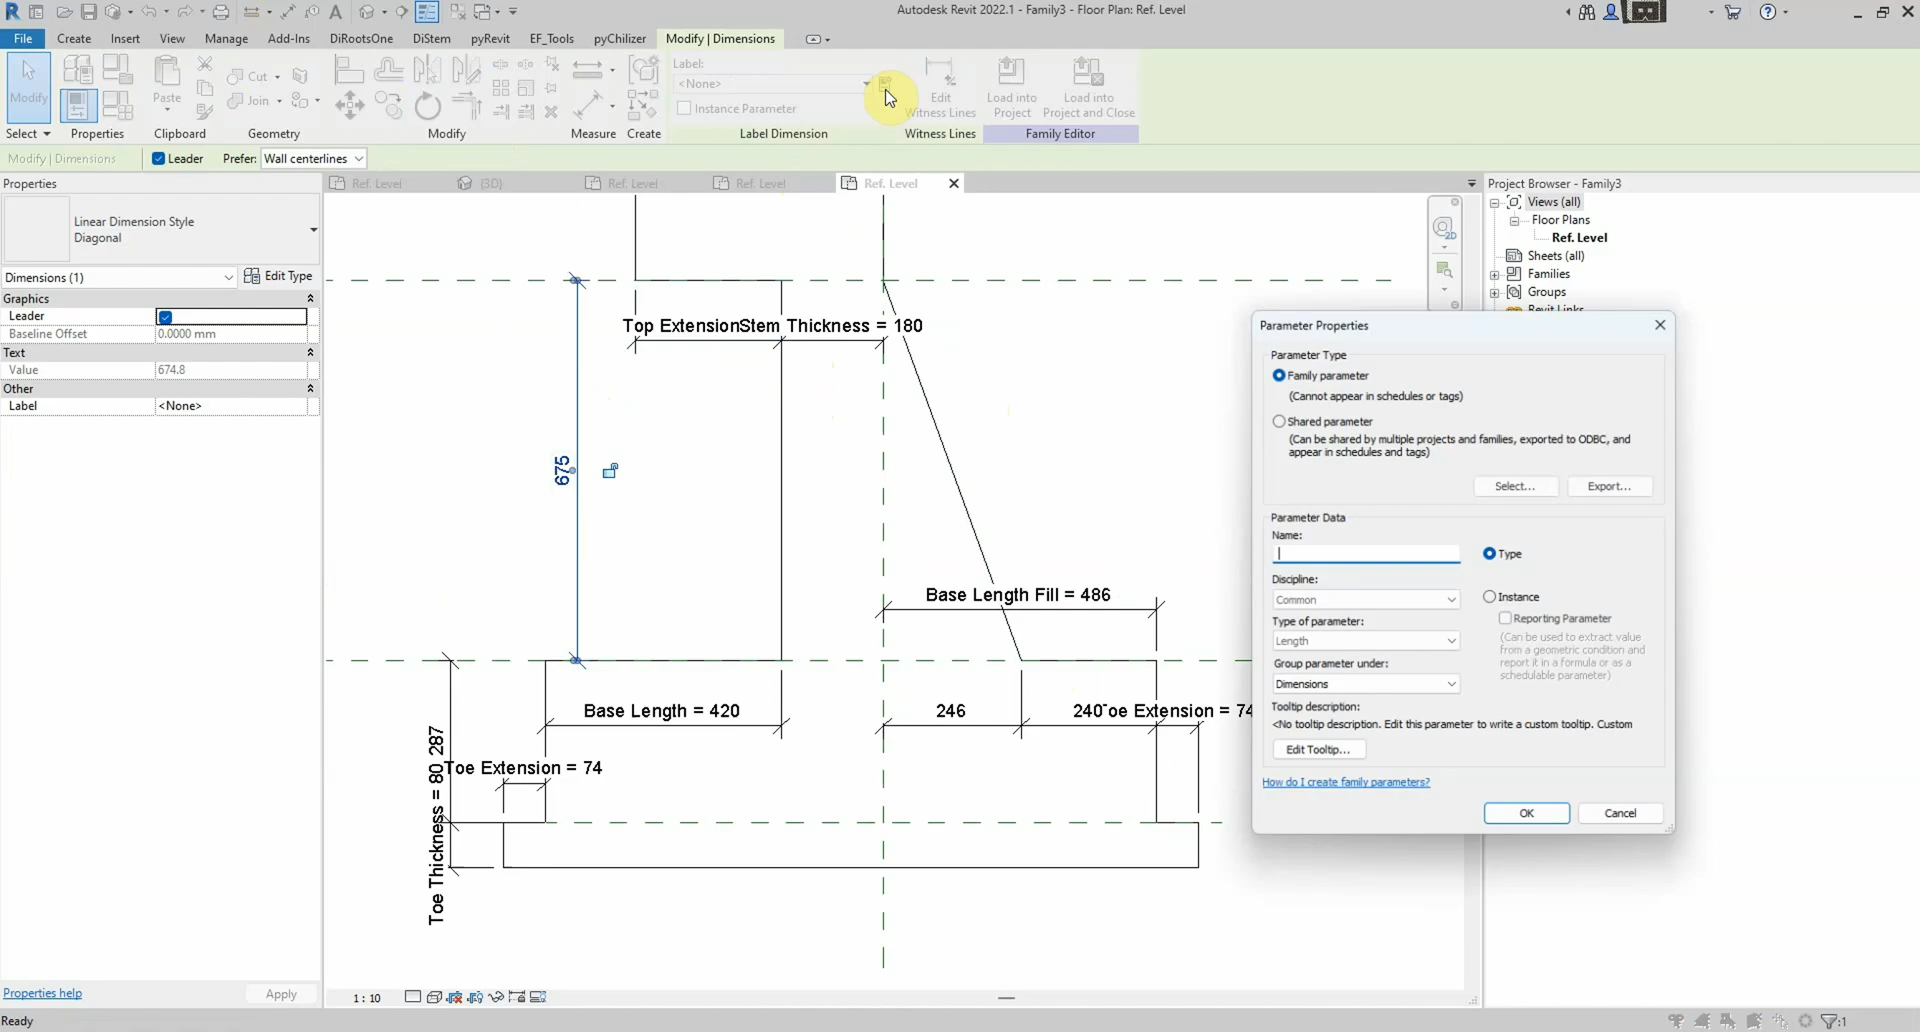 Autodesk Revit 2022.1 - Family3 - Floor Plan: Ref. Level
File
Create
Insert
View
Manage
Add-Ins
DiRootsOne
DiStem
pyRevit
EF_Tools
pyChilizer
Modify | Dimensions
Modify
Paste
Cut
Join
Label:
<None>
Instance Parameter
Edit
Witness Lines
Load into
Project
Load into
Project and Close
Select
Properties
Clipboard
Geometry
Modify
Measure
Create
Label Dimension
Witness Lines
Family Editor
Modify | Dimensions
Leader
Prefer:
Wall centerlines
Properties
Ref. Level
(3D)
Ref. Level
Ref. Level
Ref. Level
Project Browser - Family3
Linear Dimension Style
Diagonal
Dimensions (1)
Edit Type
Graphics
Leader
Baseline Offset
0.0000 mm
Text
Value
674.8
Other
Label
<None>
Properties help
Apply
2D
Views (all)
Floor Plans
Ref. Level
Sheets (all)
Families
Groups
Revit Links
Top ExtensionStem Thickness = 180
675
Base Length Fill = 486
Base Length = 420
246
240
Toe Extension = 74
Toe Extension = 74
287
Toe Thickness = 80
Parameter Properties
Parameter Type
Family parameter
(Cannot appear in schedules or tags)
Shared parameter
(Can be shared by multiple projects and families, exported to ODBC, and
appear in schedules and tags)
Select...
Export...
Parameter Data
Name:
Type
Discipline:
Common
Instance
Type of parameter:
Reporting Parameter
Length
(Can be used to extract value
from a geometric condition and
report it in a formula or as a
schedulable parameter)
Group parameter under:
Dimensions
Tooltip description:
<No tooltip description. Edit this parameter to write a custom tooltip. Custom
Edit Tooltip...
How do I create family parameters?
OK
Cancel
1 : 10
Ready
:1